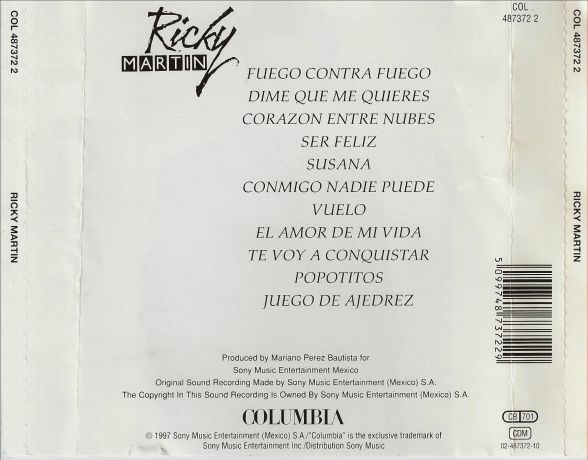 COL 487372 2
RICKY MARTIN
Ricky
MARTIN
COL
487372 2
FUEGO CONTRA FUEGO
DIME QUE ME QUIERES
CORAZON ENTRE NUBES
SER FELIZ
SUSANA
CONMIGO NADIE PUEDE
VUELO
EL AMOR DE MI VIDA
TE VOY A CONQUISTAR
POPOTITOS
JUEGO DE AJEDREZ
5 099748 737229
Produced by Mariano Perez Bautista for
Sony Music Entertainment Mexico
Original Sound Recording Made by Sony Music Entertainment (Mexico) S.A.
The Copyright In This Sound Recording Is Owned By Sony Music Entertainment (Mexico) S.A.
COLUMBIA
© 1997 Sony Music Entertainment (Mexico) S.A./"Columbia" is the exclusive trademark of
Sony Music Entertainment Inc./Distribution Sony Music
CB 701
CDM
02-487372-10
COL 487372 2
RICKY MARTIN